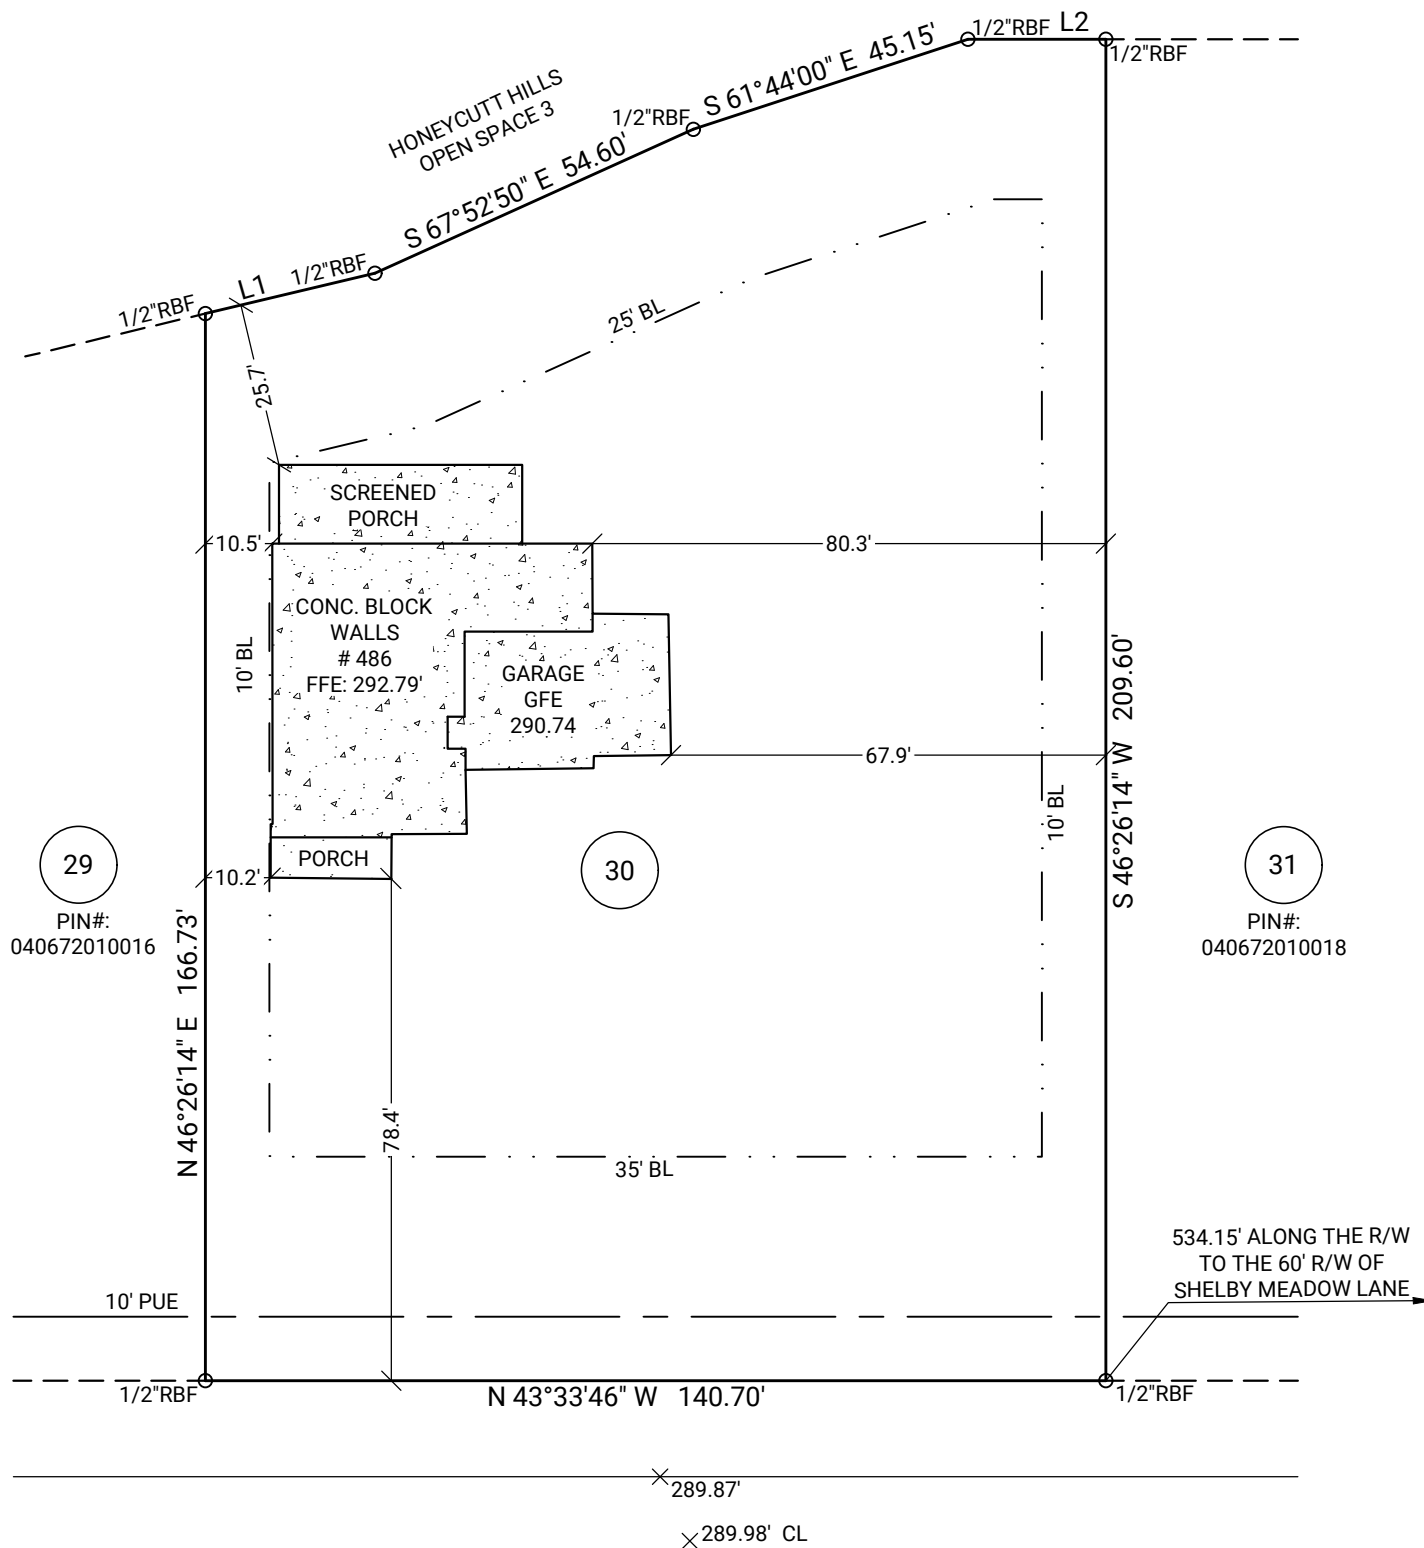 1/2"RBF L2
1/2"RBF
S 61°44'00" E 45.15'
1/2"RBF
HONEYCUTT HILLS
OPEN SPACE 3
S 67°52'50" E 54.60'
1/2"RBF
L1
1/2"RBF
25.7'
25' BL
SCREENED
PORCH
10.5'
80.3'
CONC. BLOCK
WALLS
# 486
FFE: 292.79'
10' BL
GARAGE
GFE
290.74
67.9'
S 46°26'14" W 209.60'
10' BL
PORCH
10.2'
29
PIN#:
040672010016
30
31
PIN#:
040672010018
N 46°26'14" E 166.73'
78.4'
35' BL
534.15' ALONG THE R/W
TO THE 60' R/W OF
SHELBY MEADOW LANE
10' PUE
1/2"RBF
N 43°33'46" W 140.70'
1/2"RBF
289.87'
289.98' CL